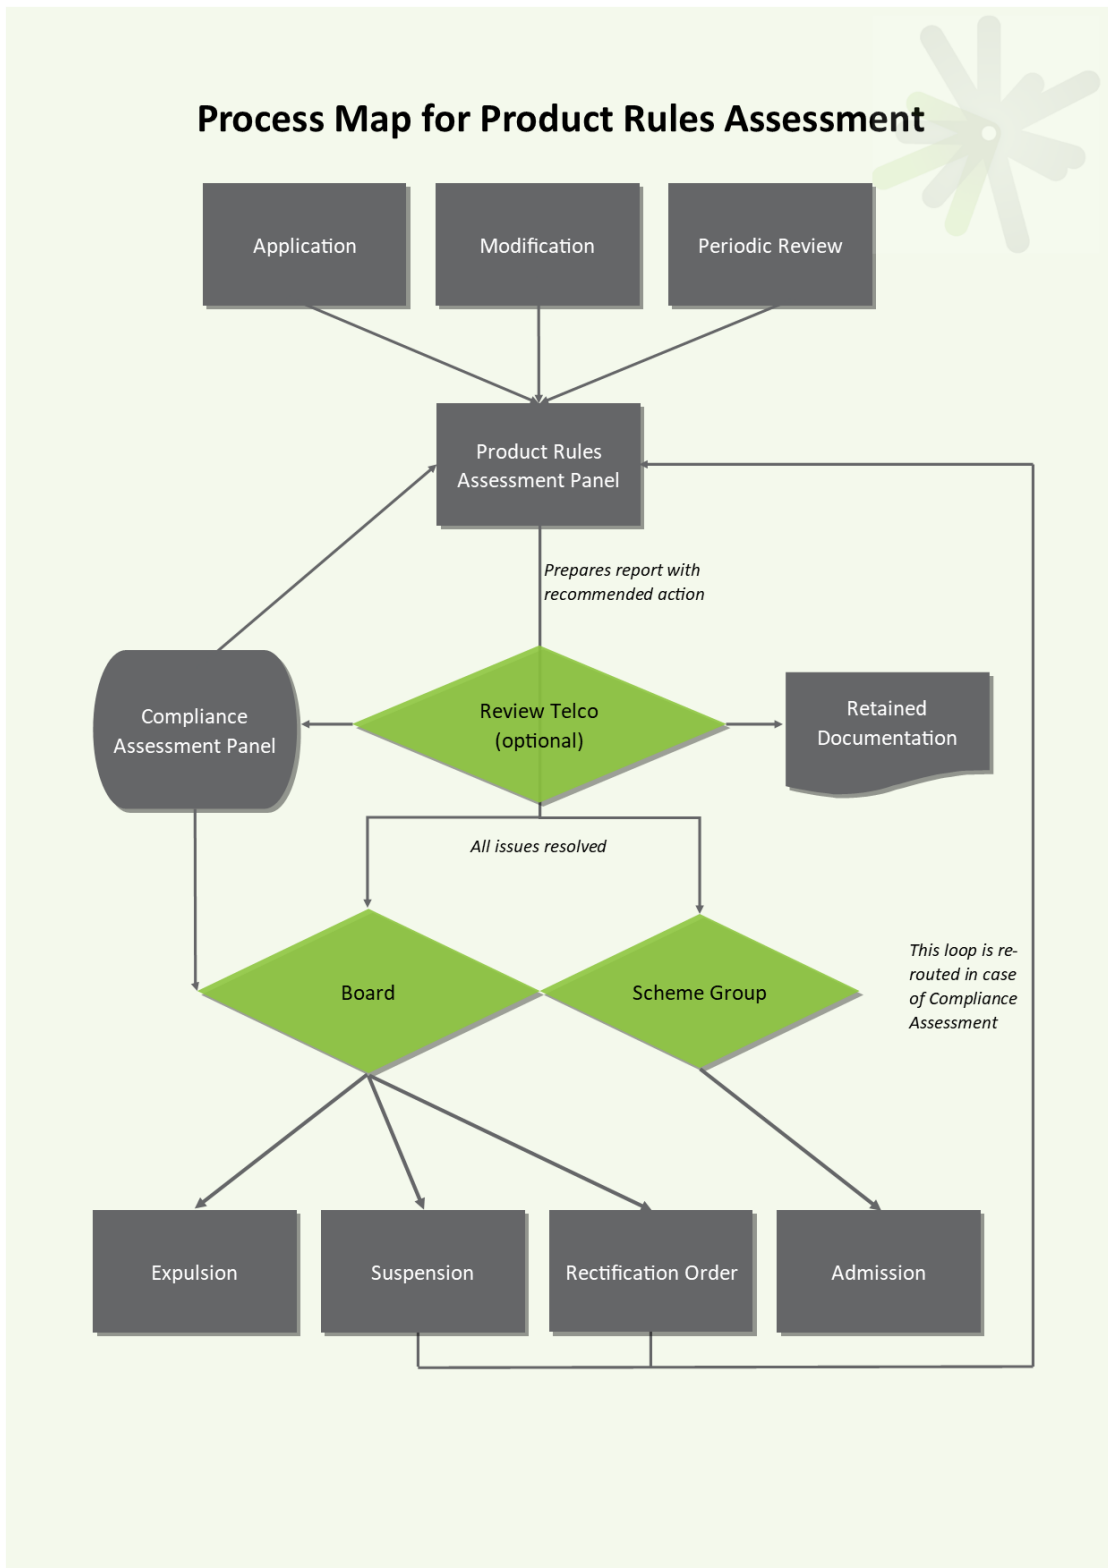 Process Map for Product Rules Assessment
Application
Modification
Periodic Review
Product Rules
Assessment Panel
Prepares report with
recommended action
Compliance
Assessment Panel
Review Telco
(optional)
Retained
Documentation
All issues resolved
Board
Scheme Group
This loop is re-
routed in case
of Compliance
Assessment
Expulsion
Suspension
Rectification Order
Admission